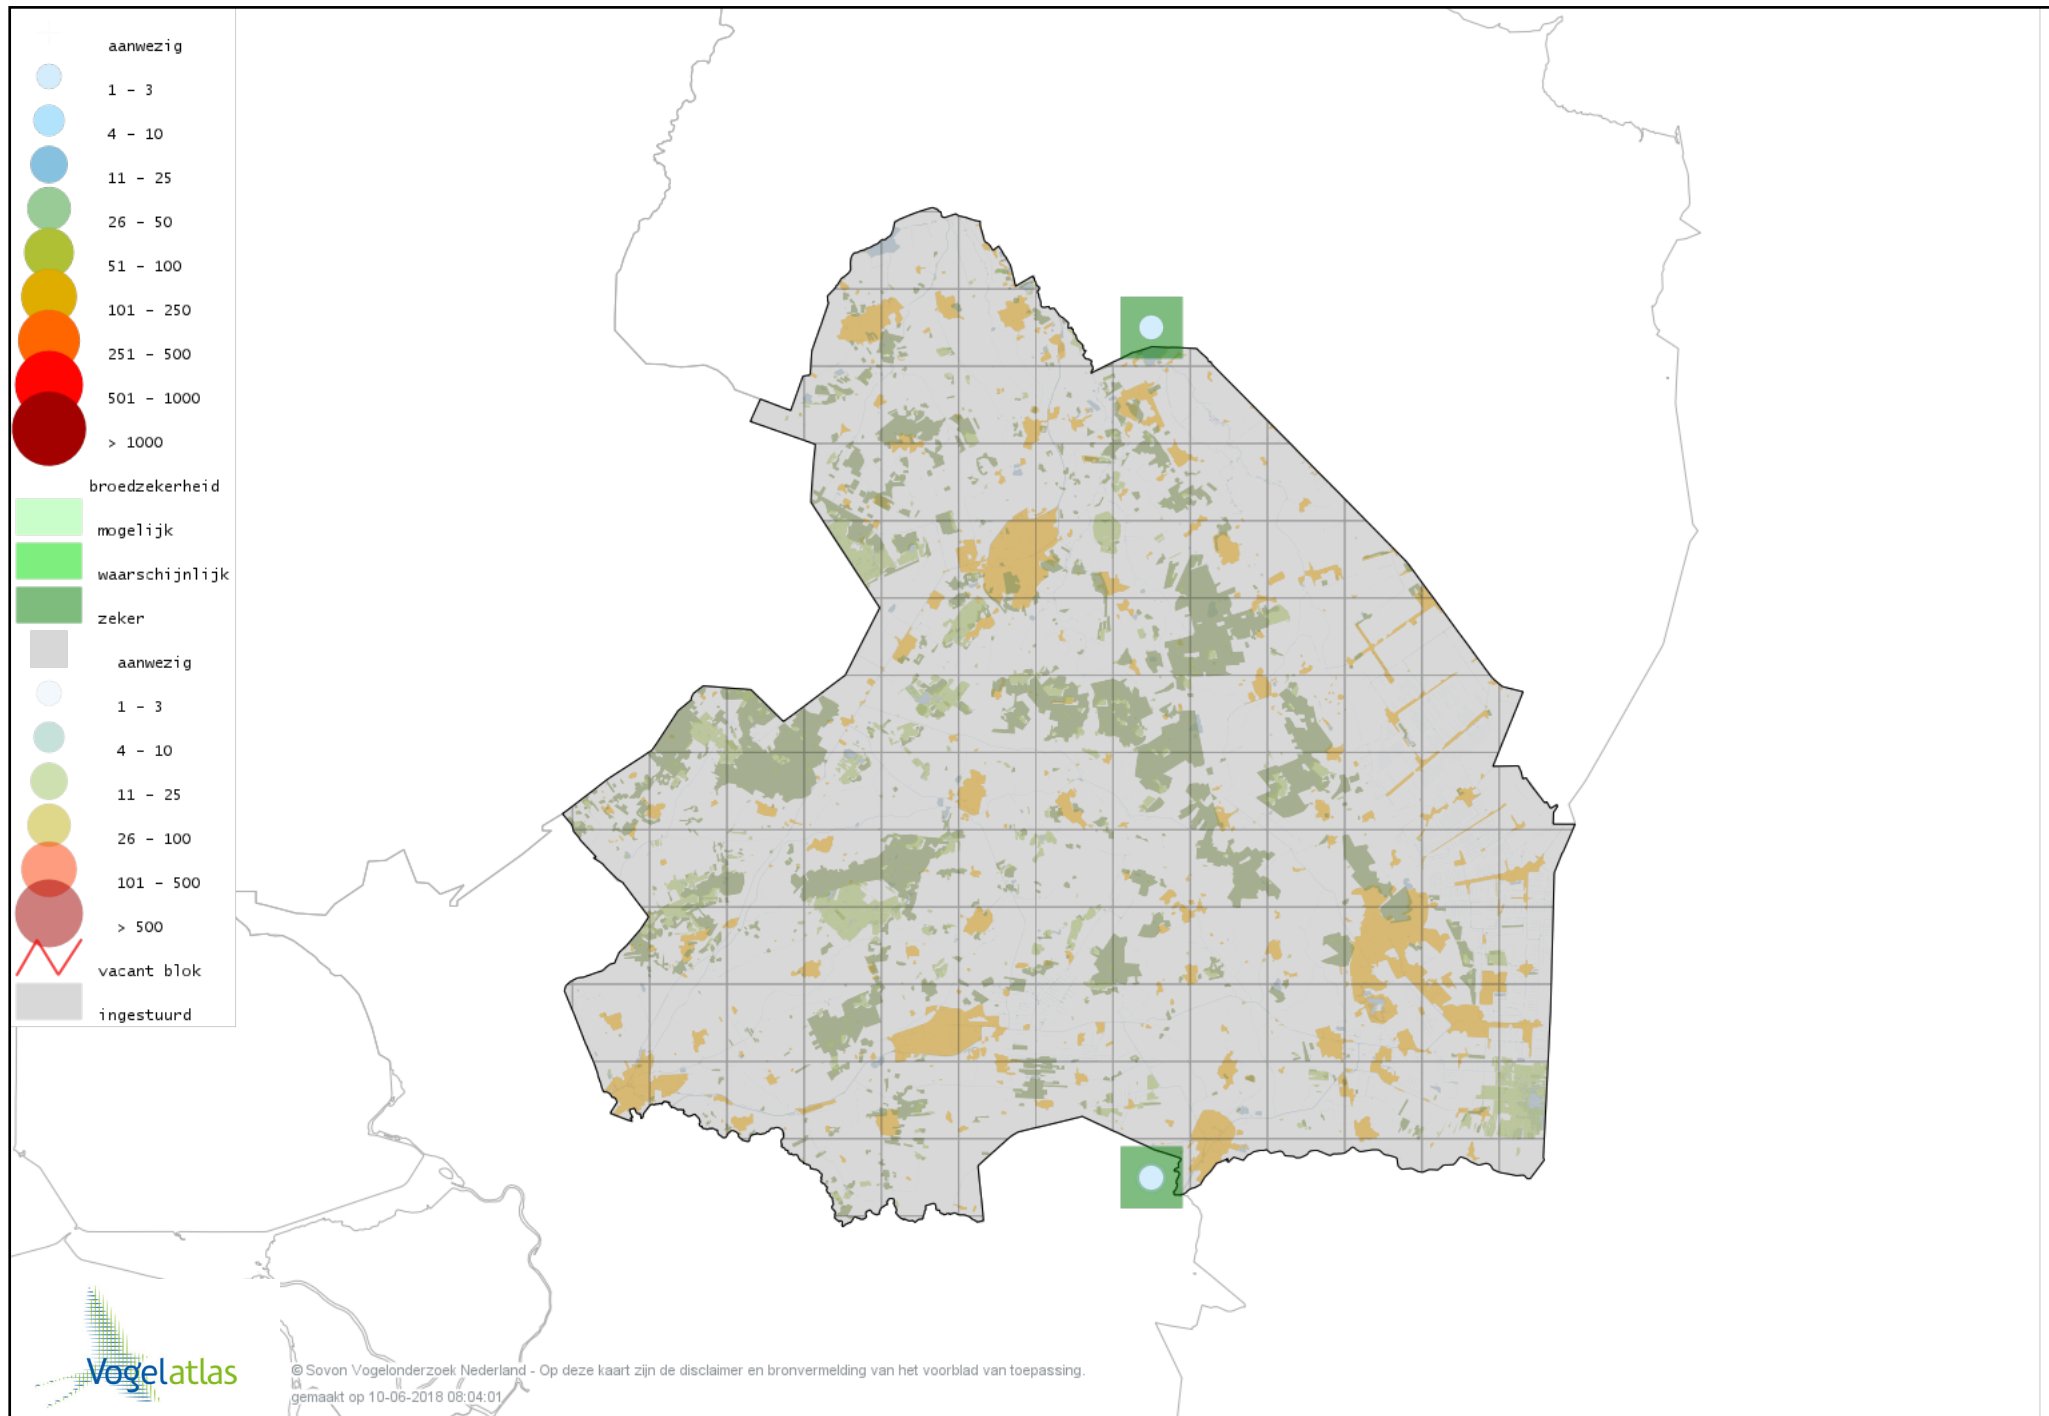 aanwezig
1 - 3
4 - 10
11 - 25
26 - 50
51 - 100
101 - 250
251 - 500
501 - 1000
> 1000
broedzekerheid
mogelijk
waarschijnlijk
zeker
aanwezig
1 - 3
4 - 10
11 - 25
26 - 100
101 - 500
> 500
vacant blok
ingestuurd
Vogelatlas
© Sovon Vogelonderzoek Nederland - Op deze kaart zijn de disclaimer en bronvermelding van het voorblad van toepassing.
gemaakt op 10-06-2018 08:04:01